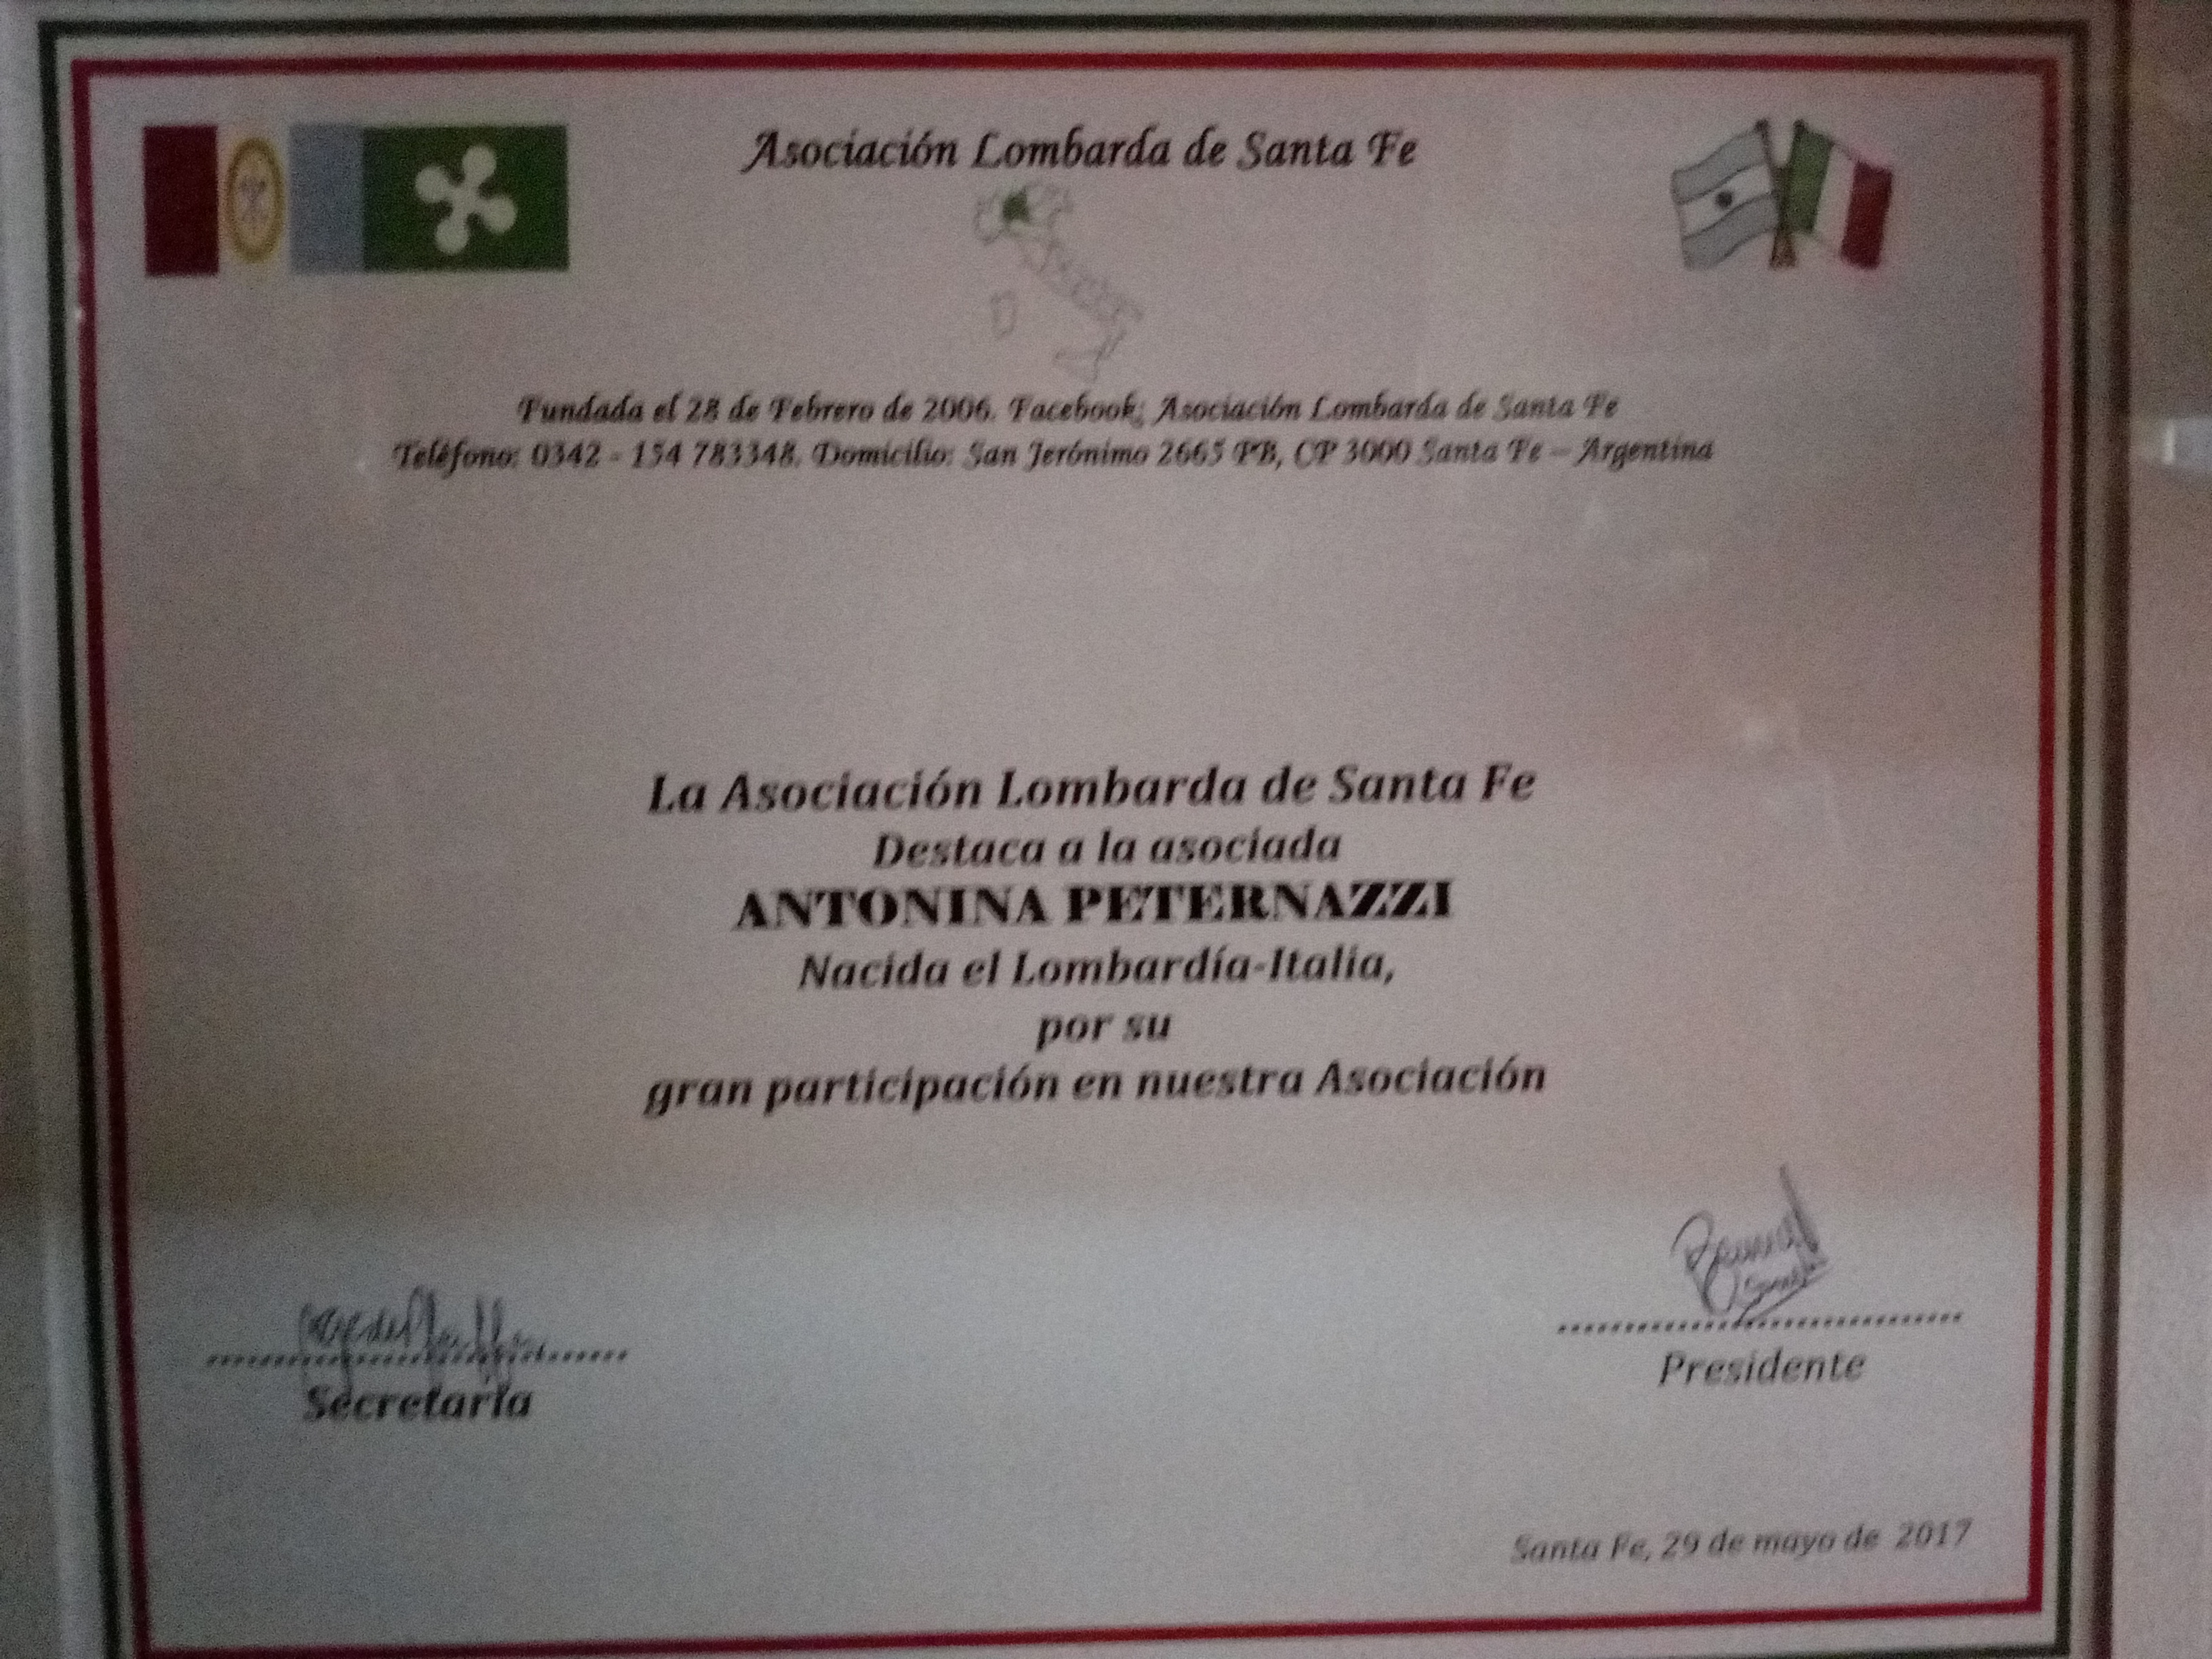 Asociación Lombarda de Santa Fe
Fundada el 28 de Febrero de 2006. Facebook: Asociación Lombarda de Santa Fe
Teléfono: 0342 - 154 783348. Domicilio: San Jerónimo 2665 PB, CP 3000 Santa Fe – Argentina
La Asociación Lombarda de Santa Fe
Destaca a la asociada
ANTONINA PETERNAZZI
Nacida el Lombardía-Italia,
por su
gran participación en nuestra Asociación
Secretaría
Presidente
Santa Fe, 29 de mayo de 2017